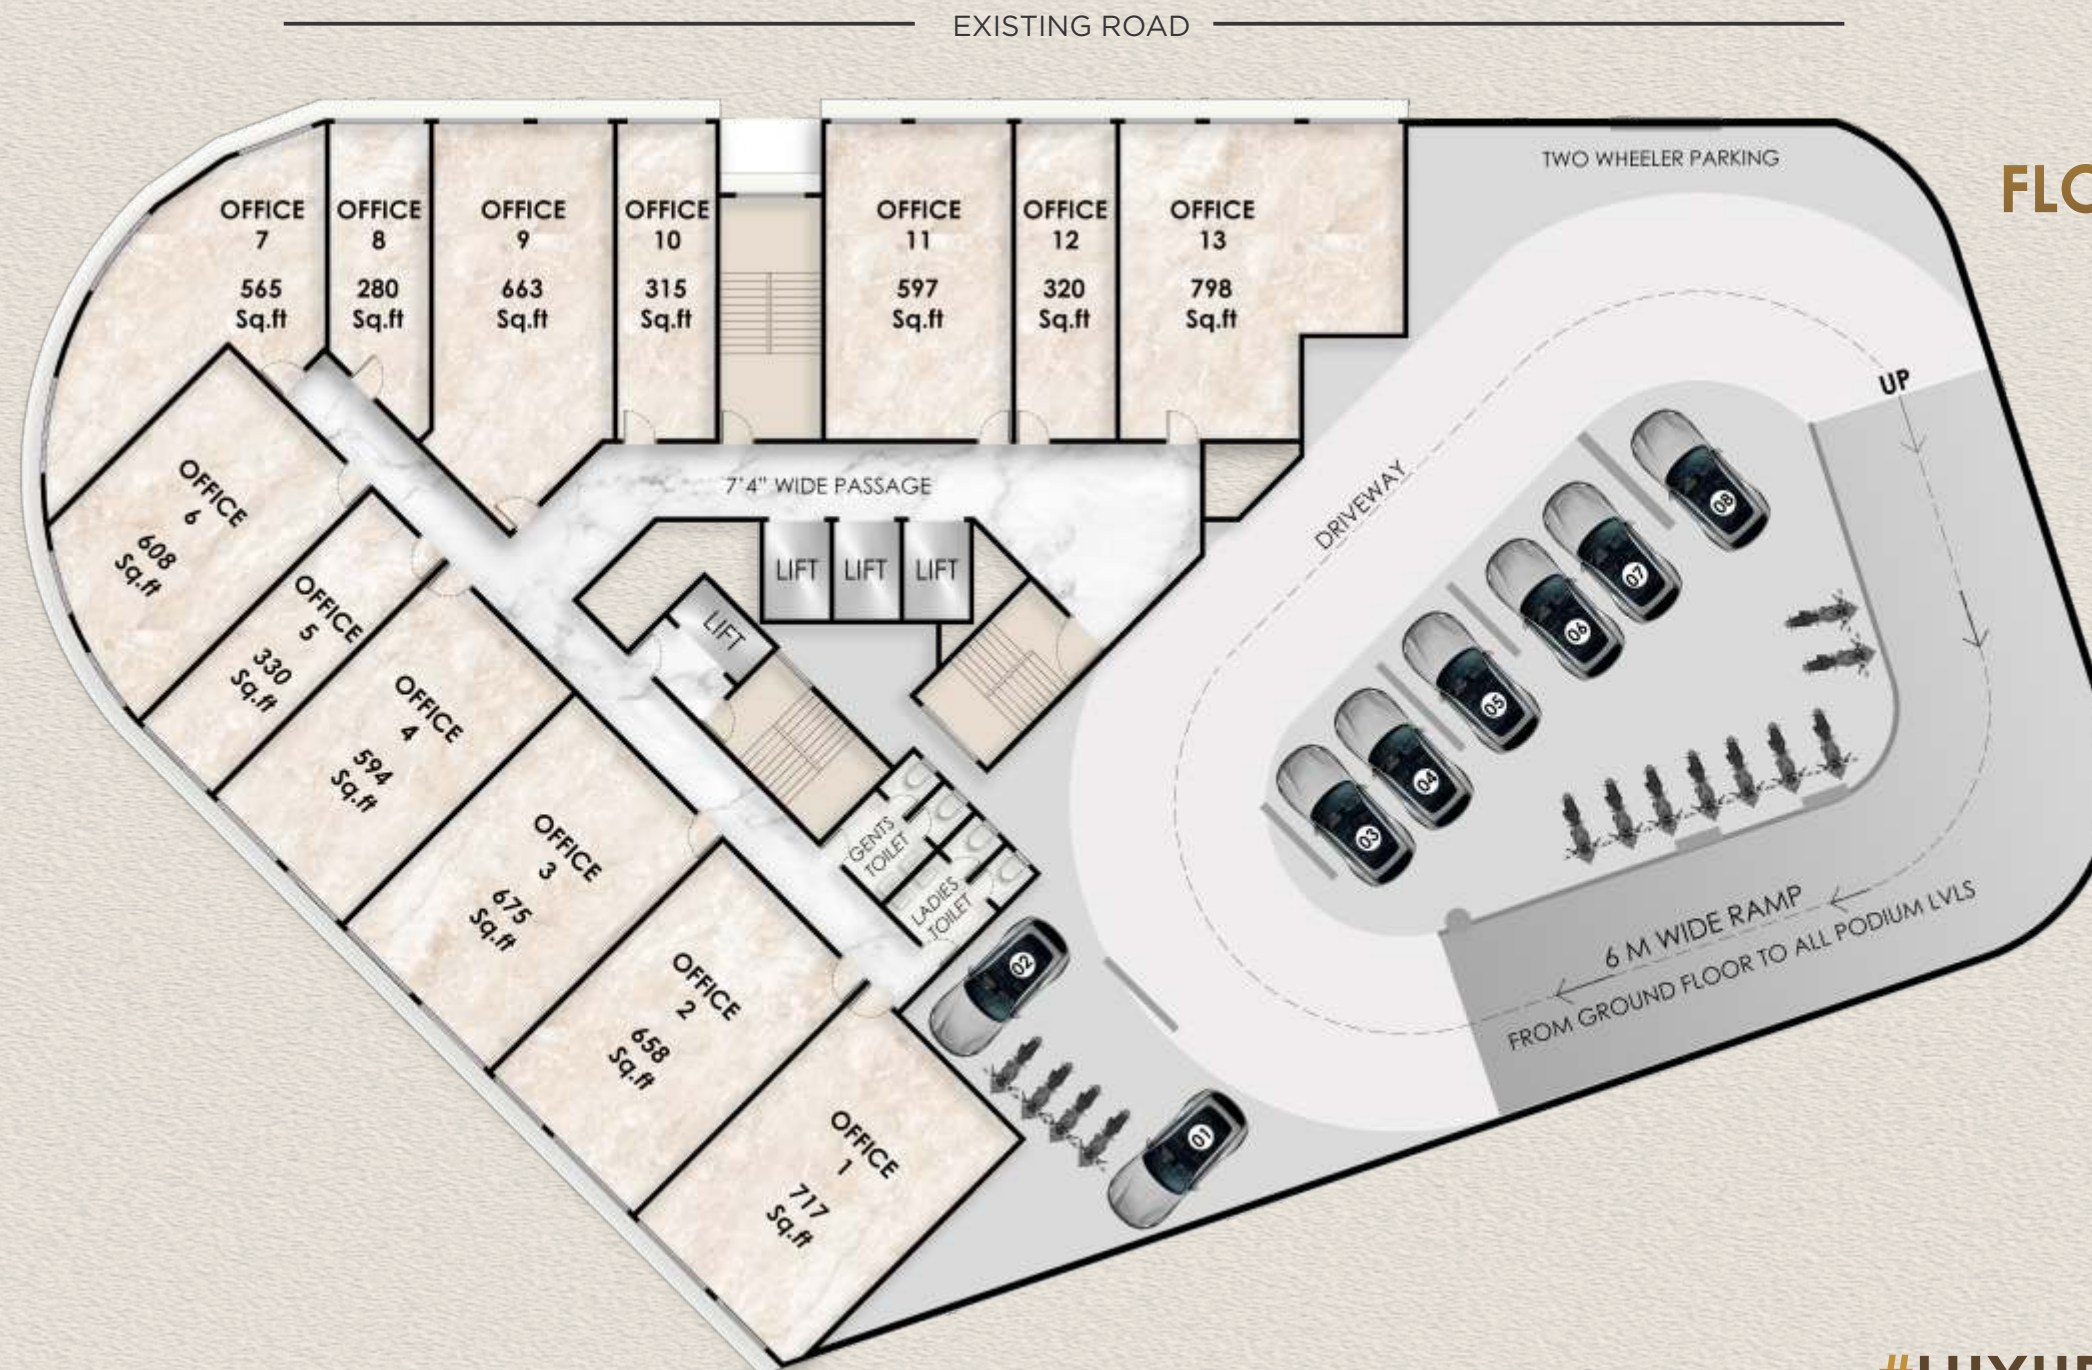 EXISTING ROAD
TWO WHEELER PARKING
FLO
OFFICE
7
565
Sq.ft
OFFICE
8
280
Sq.ft
OFFICE
9
663
Sq.ft
OFFICE
10
315
Sq.ft
OFFICE
11
597
Sq.ft
OFFICE
12
320
Sq.ft
OFFICE
13
798
Sq.ft
UP
OFFICE
6
608
Sq.ft
7'4" WIDE PASSAGE
DRIVEWAY
08
LIFT
LIFT
LIFT
07
OFFICE
5
330
Sq.ft
LIFT
06
OFFICE
4
594
Sq.ft
05
04
03
OFFICE
3
675
Sq.ft
GENTS
TOILET
LADIES
TOILET
6 M WIDE RAMP
FROM GROUND FLOOR TO ALL PODIUM LVLS
02
OFFICE
2
658
Sq.ft
01
OFFICE
1
717
Sq.ft